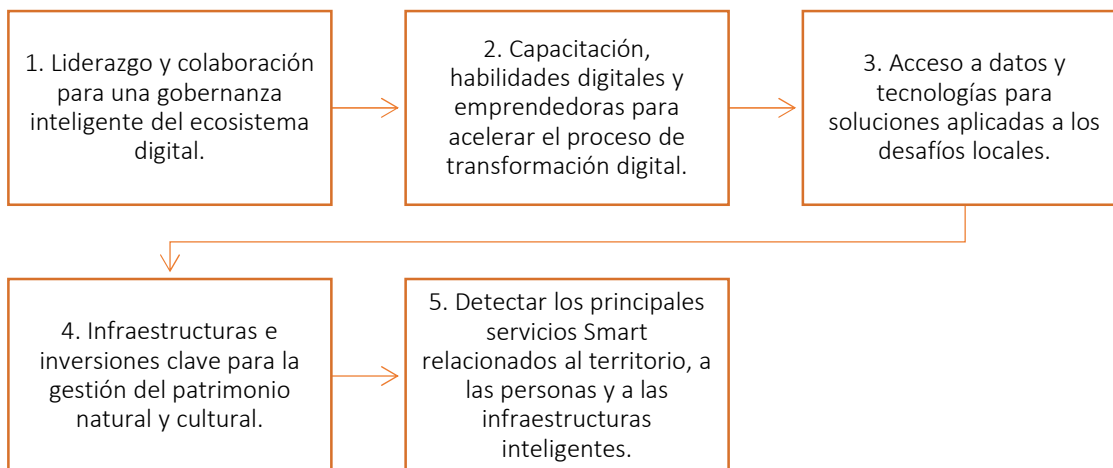 1. Liderazgo y colaboración
para una gobernanza
inteligente del ecosistema
digital.
2. Capacitación,
habilidades digitales y
emprendedoras para
acelerar el proceso de
transformación digital.
3. Acceso a datos y
tecnologías para
soluciones aplicadas a los
desafíos locales.
4. Infraestructuras e
inversiones clave para la
gestión del patrimonio
natural y cultural.
5. Detectar los principales
servicios Smart
relacionados al territorio, a
las personas y a las
infraestructuras
inteligentes.